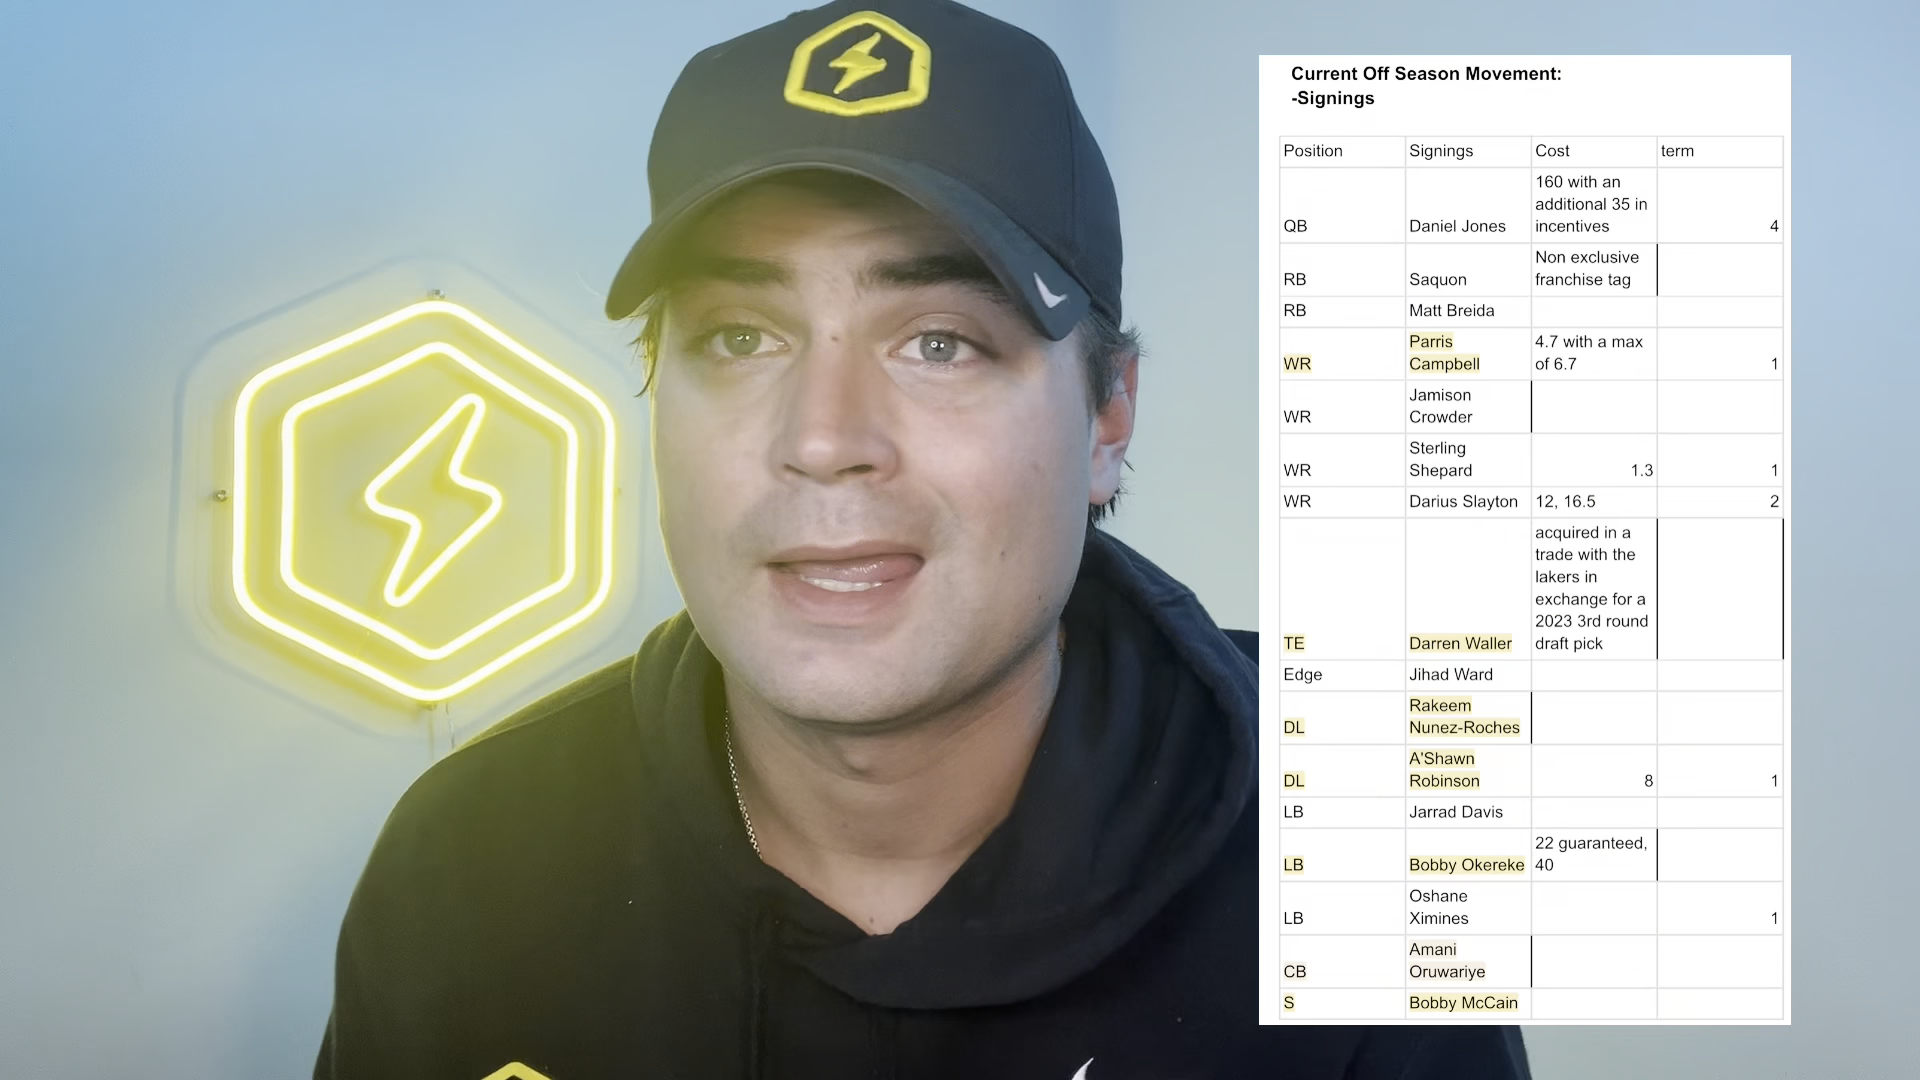 Current Off Season Movement:
-Signings
Position Signings Cost term
160 with an
additional 35 in
QB Daniel Jones incentives 4
Non exclusive
RB Saquon franchise tag
RB Matt Breida
Parris 4.7 with a max
WR Campbell of 6.7 1
Jamison
WR Crowder
Sterling
WR Shepard 1.3 1
WR Darius Slayton 12, 16.5 2
acquired in a
trade with the
lakers in
exchange for a
2023 3rd round
TE Darren Waller draft pick
Edge Jihad Ward
Rakeem
DL Nunez-Roches
A'Shawn
DL Robinson 8 1
LB Jarrad Davis
22 guaranteed,
LB Bobby Okereke 40
Oshane
LB Ximines 1
Amani
CB Oruwariye
S Bobby McCain